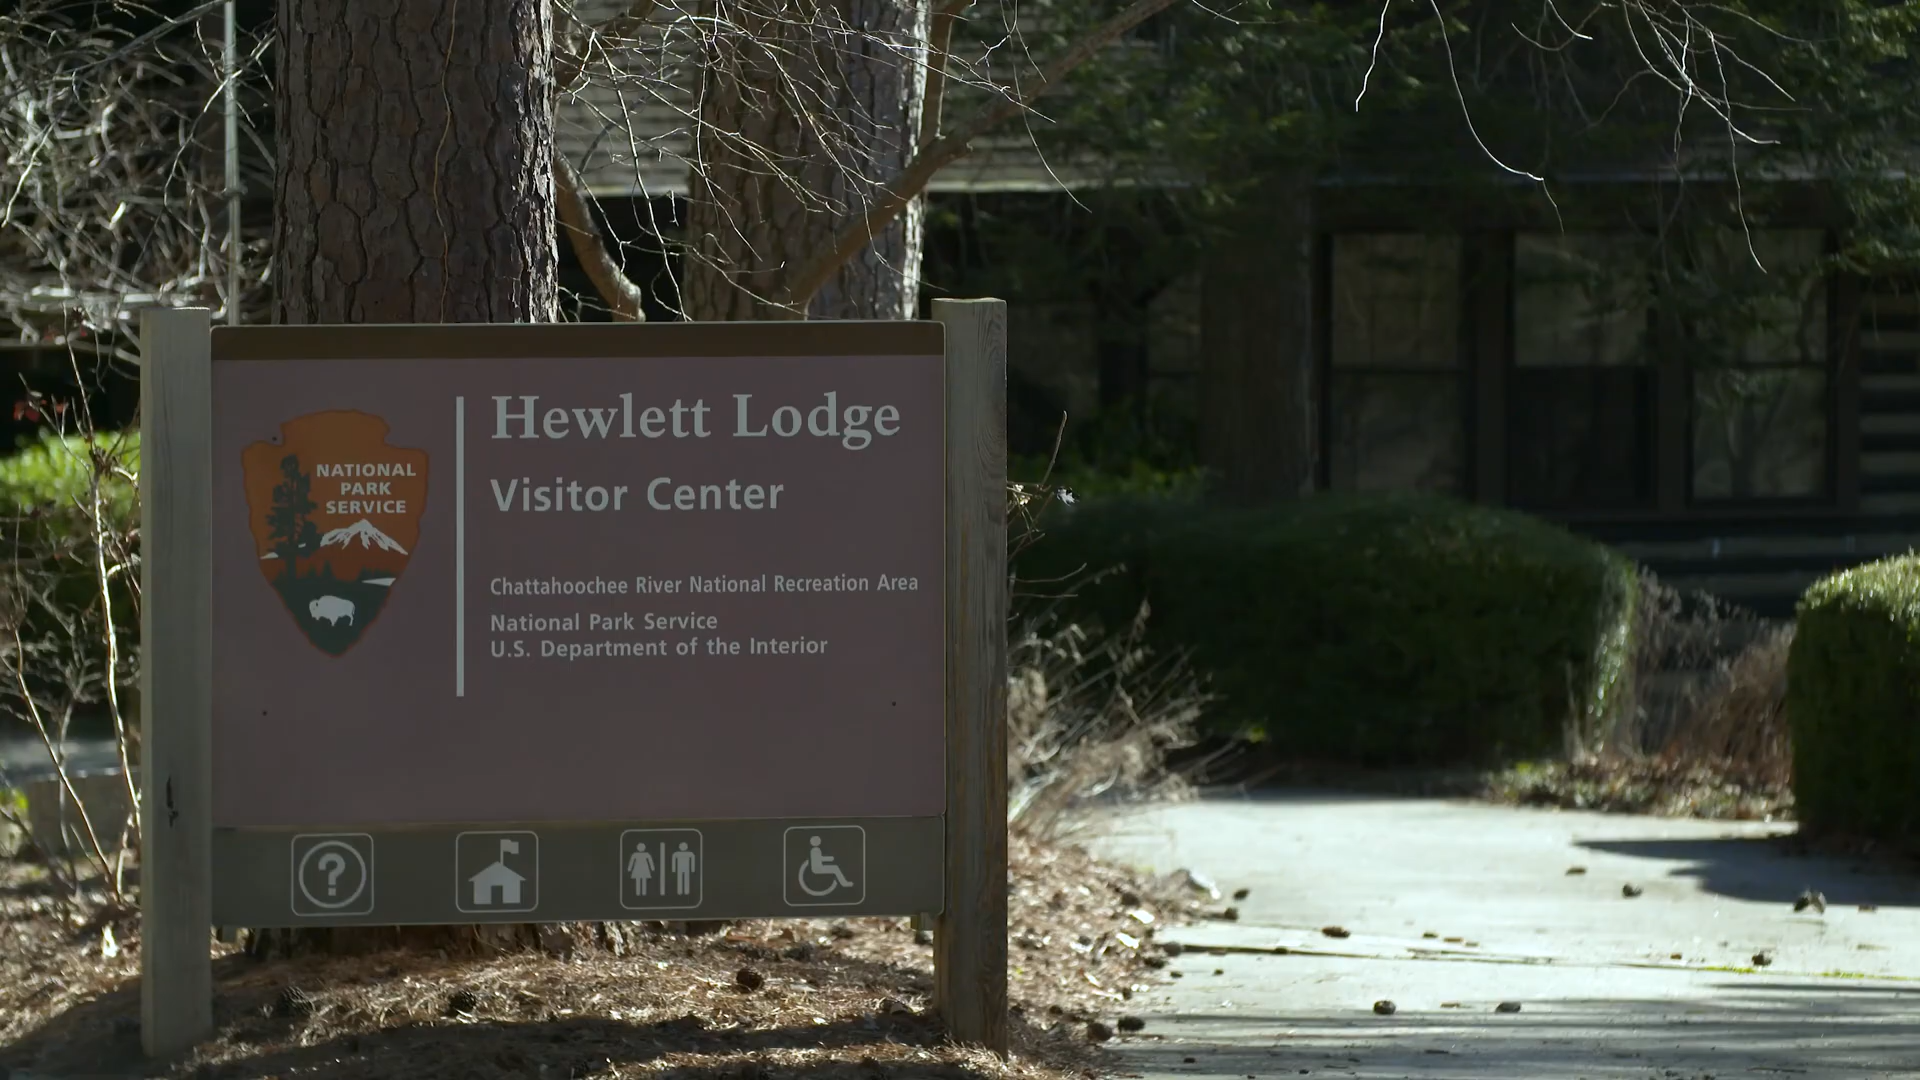 NATIONAL
PARK
SERVICE
Hewlett Lodge
Visitor Center
Chattahoochee River National Recreation Area
National Park Service
U.S. Department of the Interior
?